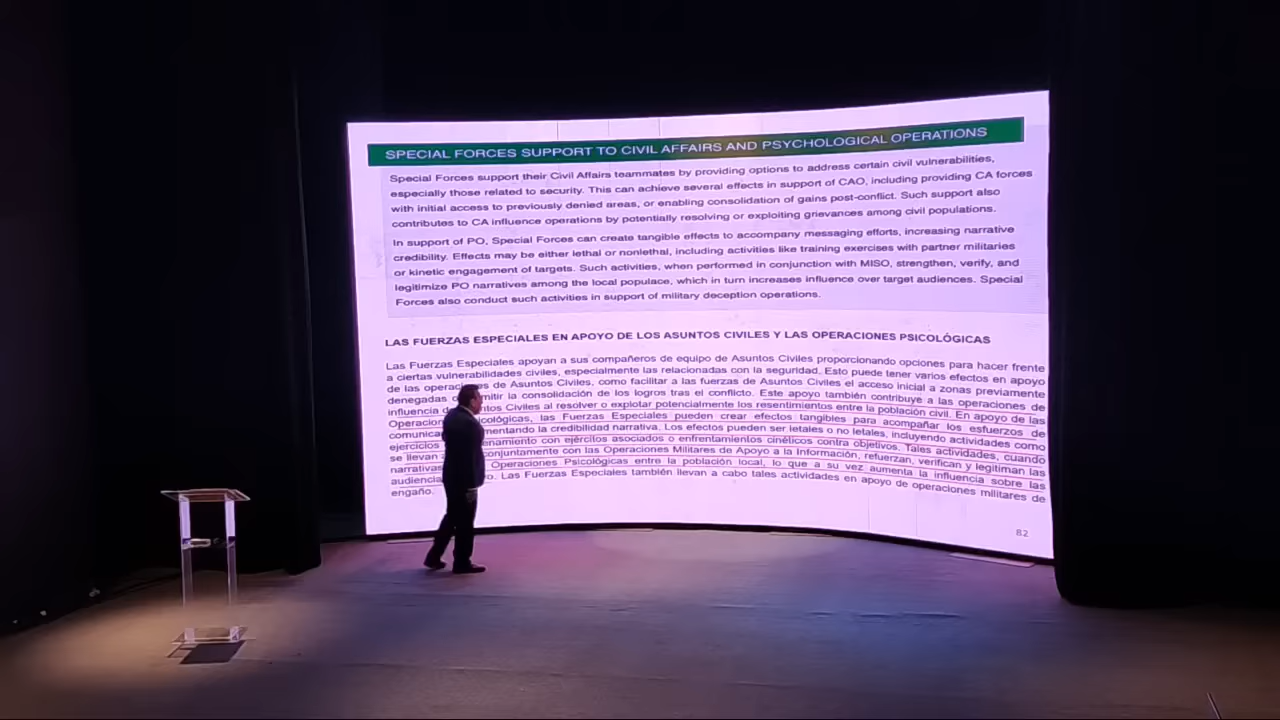 SPECIAL FORCES SUPPORT TO CIVIL AFFAIRS AND PSYCHOLOGICAL OPERATIONS
Special Forces support their Civil Affairs teammates by providing options to address certain civil vulnerabilities,
especially those related to security. This can achieve several effects in support of CAO, including providing CA forces
with initial access to previously denied areas, or enabling consolidation of gains post-conflict. Such support also
contributes to CA influence operations by potentially resolving or exploiting grievances among civil populations.
In support of PO, Special Forces can create tangible effects to accompany messaging efforts, increasing narrative
credibility. Effects may be either lethal or nonlethal, including activities like training exercises with partner militaries
or kinetic engagement of targets. Such activities, when performed in conjunction with MISO, strengthen, verify, and
legitimize PO narratives among the local populace, which in turn increases influence over target audiences. Special
Forces also conduct such activities in support of military deception operations.
LAS FUERZAS ESPECIALES EN APOYO DE LOS ASUNTOS CIVILES Y LAS OPERACIONES PSICOLÓGICAS
Las Fuerzas Especiales apoyan a sus compañeros de equipo de Asuntos Civiles proporcionando opciones para hacer frente
a ciertas vulnerabilidades civiles, especialmente las relacionadas con la seguridad. Esto puede tener varios efectos en apoyo
de las operaciones de Asuntos Civiles, como facilitar a las fuerzas de Asuntos Civiles el acceso inicial a zonas previamente
denegadas o la consolidación de los logros tras el conflicto. Este apoyo también contribuye a las operaciones de
influencia de Civiles al resolver o explotar potencialmente los resentimientos entre la población civil. En apoyo de las
las Fuerzas Especiales pueden crear efectos tangibles para acompañar los esfuerzos de
la credibilidad narrativa. Los efectos pueden ser letales o no letales, incluyendo actividades como
ejercicios con ejércitos asociados o enfrentamientos cinéticos contra objetivos. Tales actividades, cuando
se llevan conjuntamente con las Operaciones Militares de Apoyo a la Información, refuerzan, verifican y legitiman las
narrativas Operaciones Psicológicas entre la población local, lo que a su vez aumenta la influencia sobre las
Las Fuerzas Especiales también llevan a cabo tales actividades en apoyo de operaciones militares de
engaño.
82